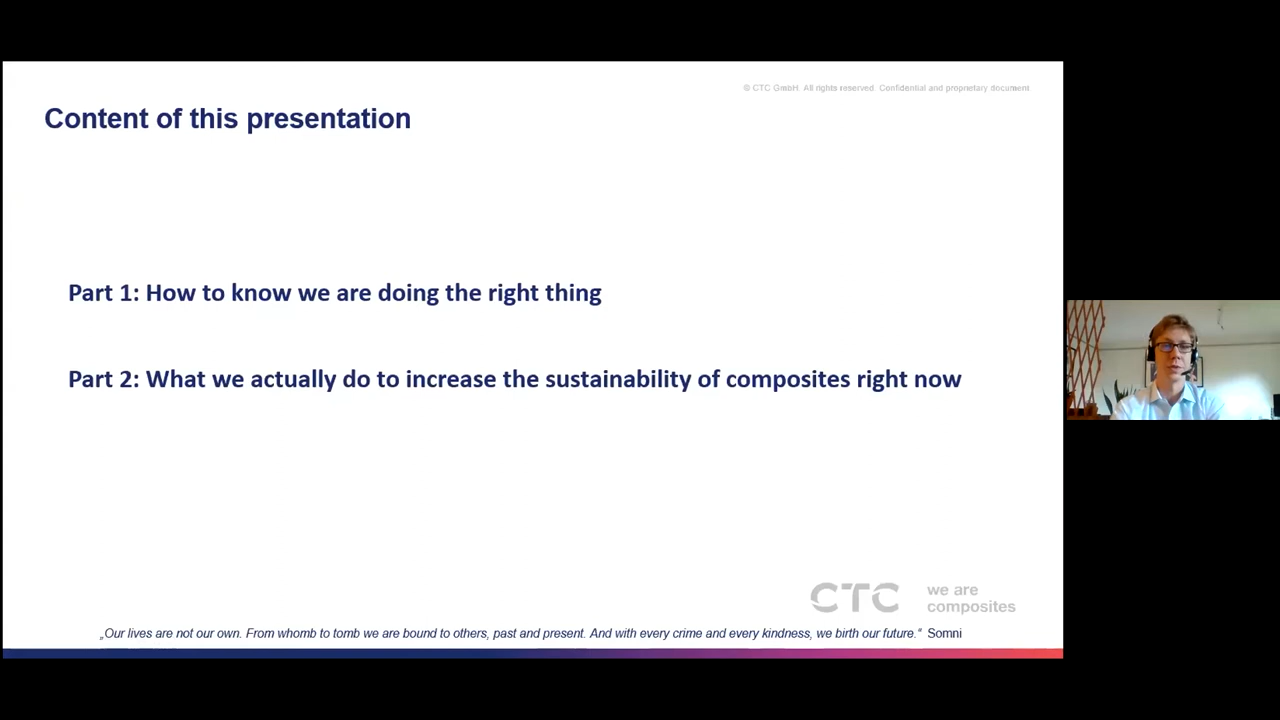 © CTC GmbH. All rights reserved. Confidential and proprietary document
Content of this presentation
Part 1: How to know we are doing the right thing
Part 2: What we actually do to increase the sustainability of composites right now
CTC
we are
composites
„Our lives are not our own. From whomb to tomb we are bound to others, past and present. And with every crime and every kindness, we birth our future.“ Somni